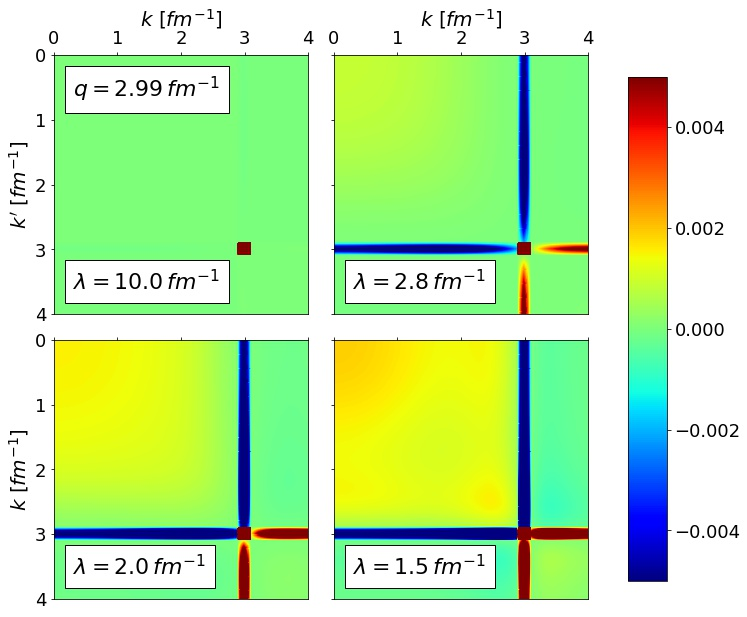 k [fm⁻¹] k [fm⁻¹]
0 1 2 3 4 0 1 2 3 4
0
q = 2.99 fm⁻¹
1
k′ [fm⁻¹]
2
3
λ = 10.0 fm⁻¹ λ = 2.8 fm⁻¹
4
0
1
k [fm⁻¹]
2
3
λ = 2.0 fm⁻¹ λ = 1.5 fm⁻¹
4
0.004
0.002
0.000
−0.002
−0.004